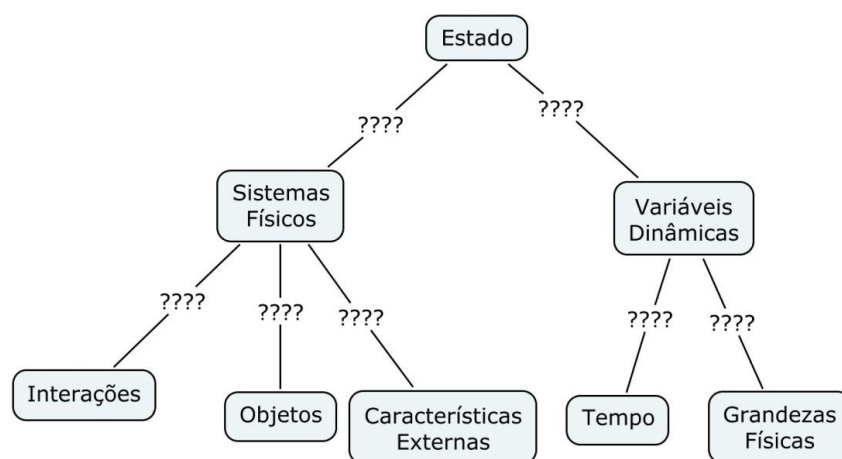 Estado
????
????
Sistemas
Físicos
Variáveis
Dinâmicas
????
????
????
????
????
Interações
Objetos
Características
Externas
Tempo
Grandezas
Físicas